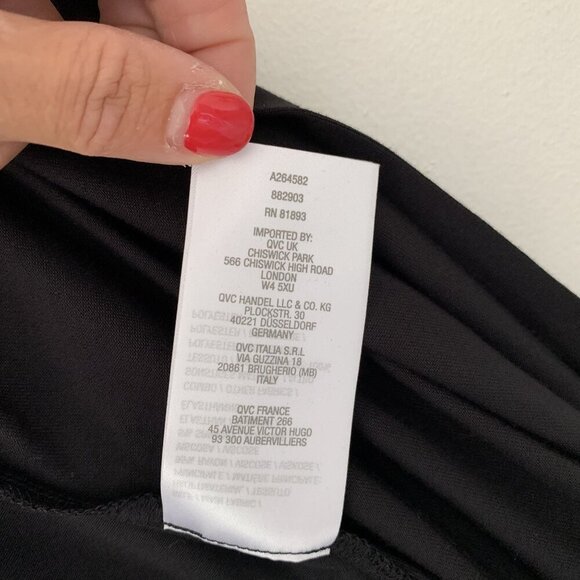 A264582
882903
RN 81893
IMPORTED BY:
QVC UK
CHISWICK PARK
566 CHISWICK HIGH ROAD
LONDON
W4 5XU
QVC HANDEL LLC & CO. KG
PLOCKSTR. 30
40221 DÜSSELDORF
GERMANY
QVC ITALIA S.R.L
VIA GUZZINA 18
20861 BRUGHERIO (MB)
ITALY
QVC FRANCE
BATIMENT 266
45 AVENUE VICTOR HUGO
93 300 AUBERVILLIERS